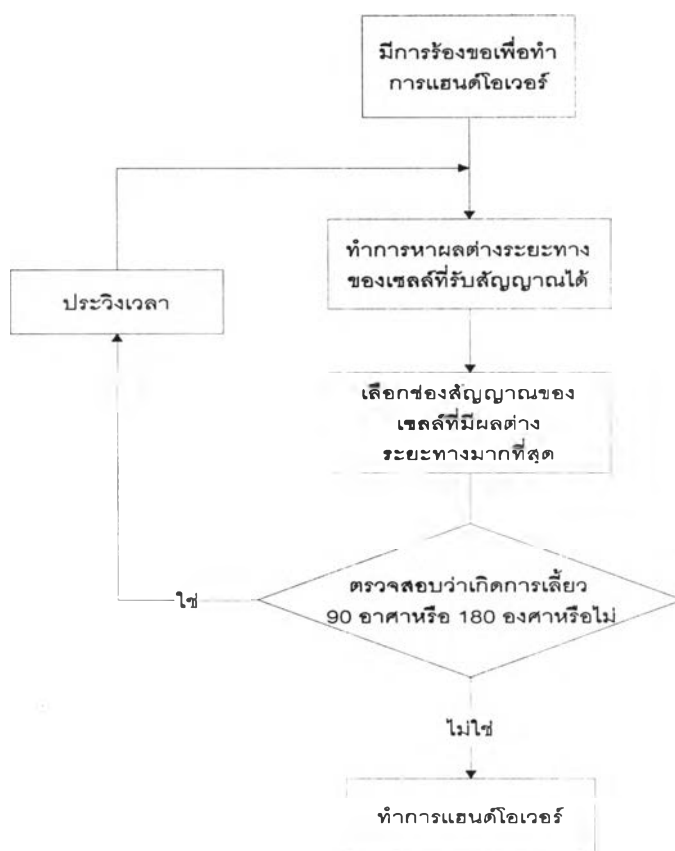 มีการร้องขอเพื่อทำ
การแฮนด์โอเวอร์
ทำการหาผลต่างระยะทาง
ของเซลล์ที่รับสัญญาณได้
ประวิงเวลา
เลือกช่องสัญญาณของ
เซลล์ที่มีผลต่าง
ระยะทางมากที่สุด
ตรวจสอบว่าเกิดการเลี้ยว
90 อาศาหรือ 180 องศาหรือไม่
ใช่
ไม่ใช่
ทำการแฮนด์โอเวอร์